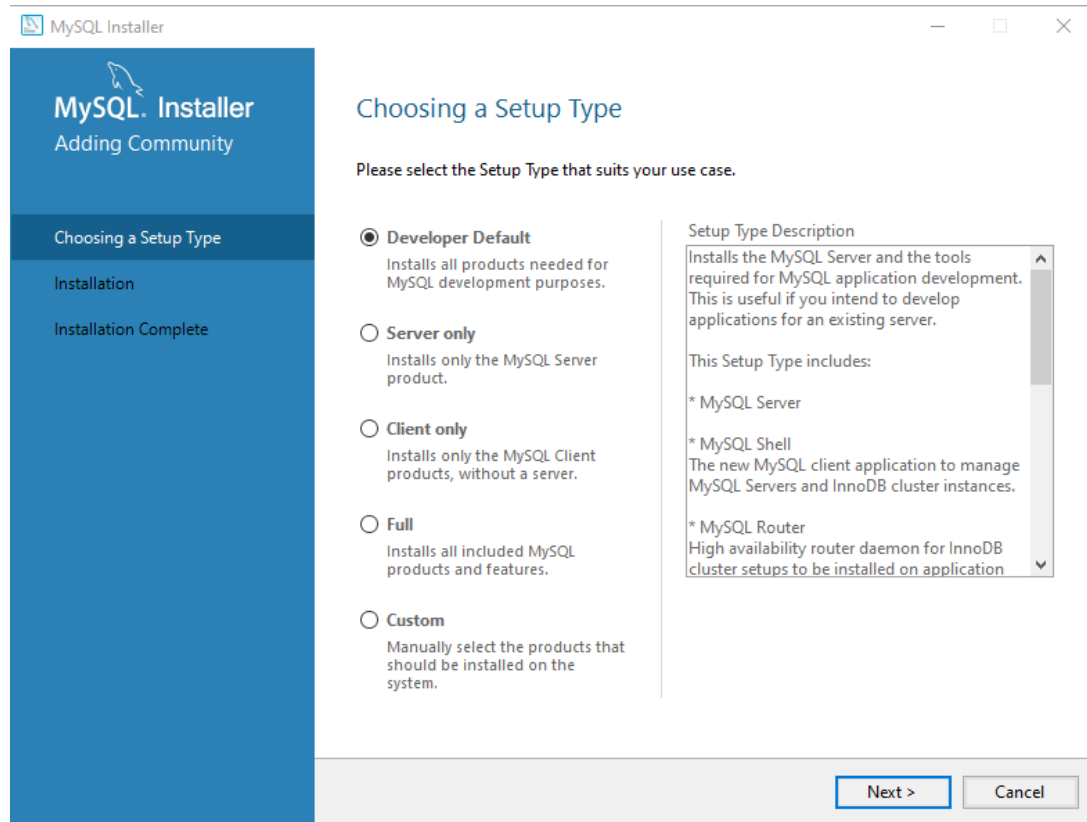 MySQL Installer
MySQL. Installer
Adding Community
Choosing a Setup Type
Installation
Installation Complete
Choosing a Setup Type
Please select the Setup Type that suits your use case.
Developer Default
Installs all products needed for
MySQL development purposes.
Server only
Installs only the MySQL Server
product.
Client only
Installs only the MySQL Client
products, without a server.
Full
Installs all included MySQL
products and features.
Custom
Manually select the products that
should be installed on the
system.
Setup Type Description
Installs the MySQL Server and the tools
required for MySQL application development.
This is useful if you intend to develop
applications for an existing server.
This Setup Type includes:
* MySQL Server
* MySQL Shell
The new MySQL client application to manage
MySQL Servers and InnoDB cluster instances.
* MySQL Router
High availability router daemon for InnoDB
cluster setups to be installed on application
Next >
Cancel